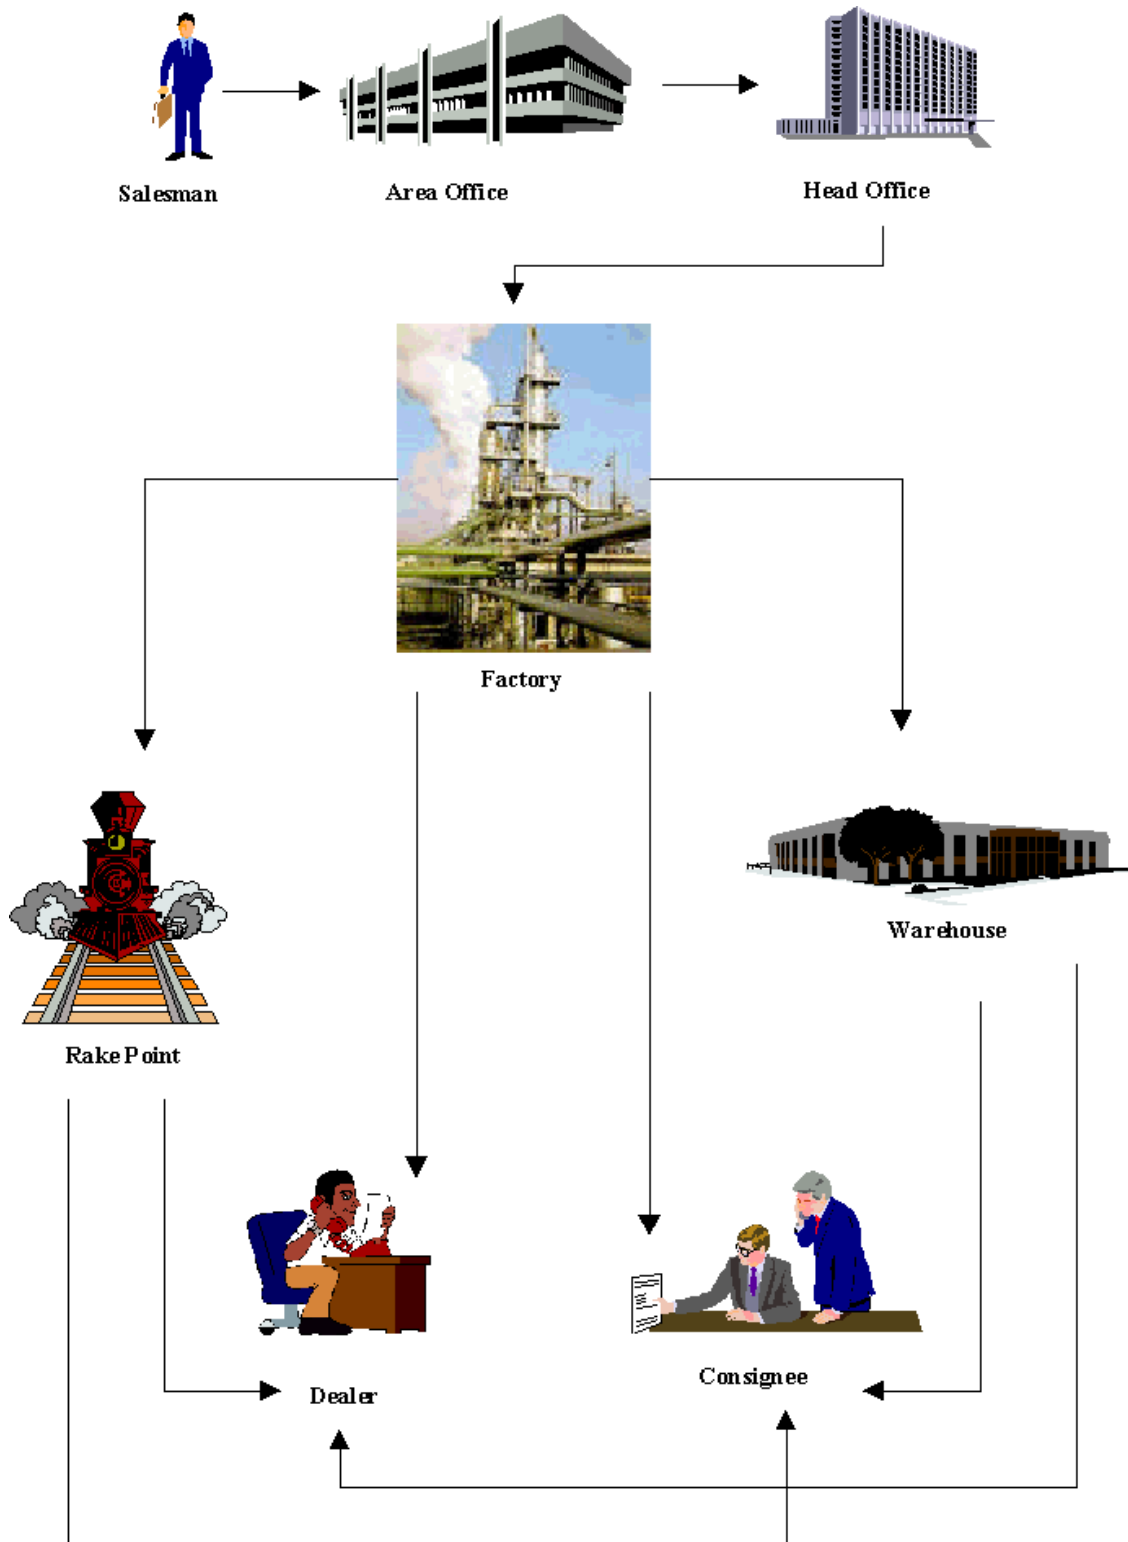 Salesman
Area Office
Head Office
Factory
Warehouse
Rake Point
Consignee
Dealer